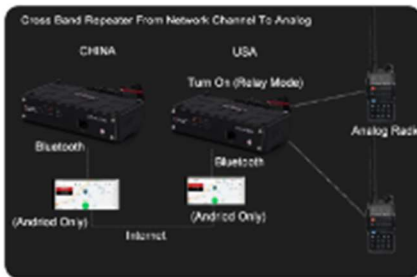 Cross Band Repeater From Network Channel To Analog
CHINA
USA
Turn On (Relay Mode)
Analog Radio
Bluetooth
Bluetooth
(Andriod Only)
(Andriod Only)
Internet